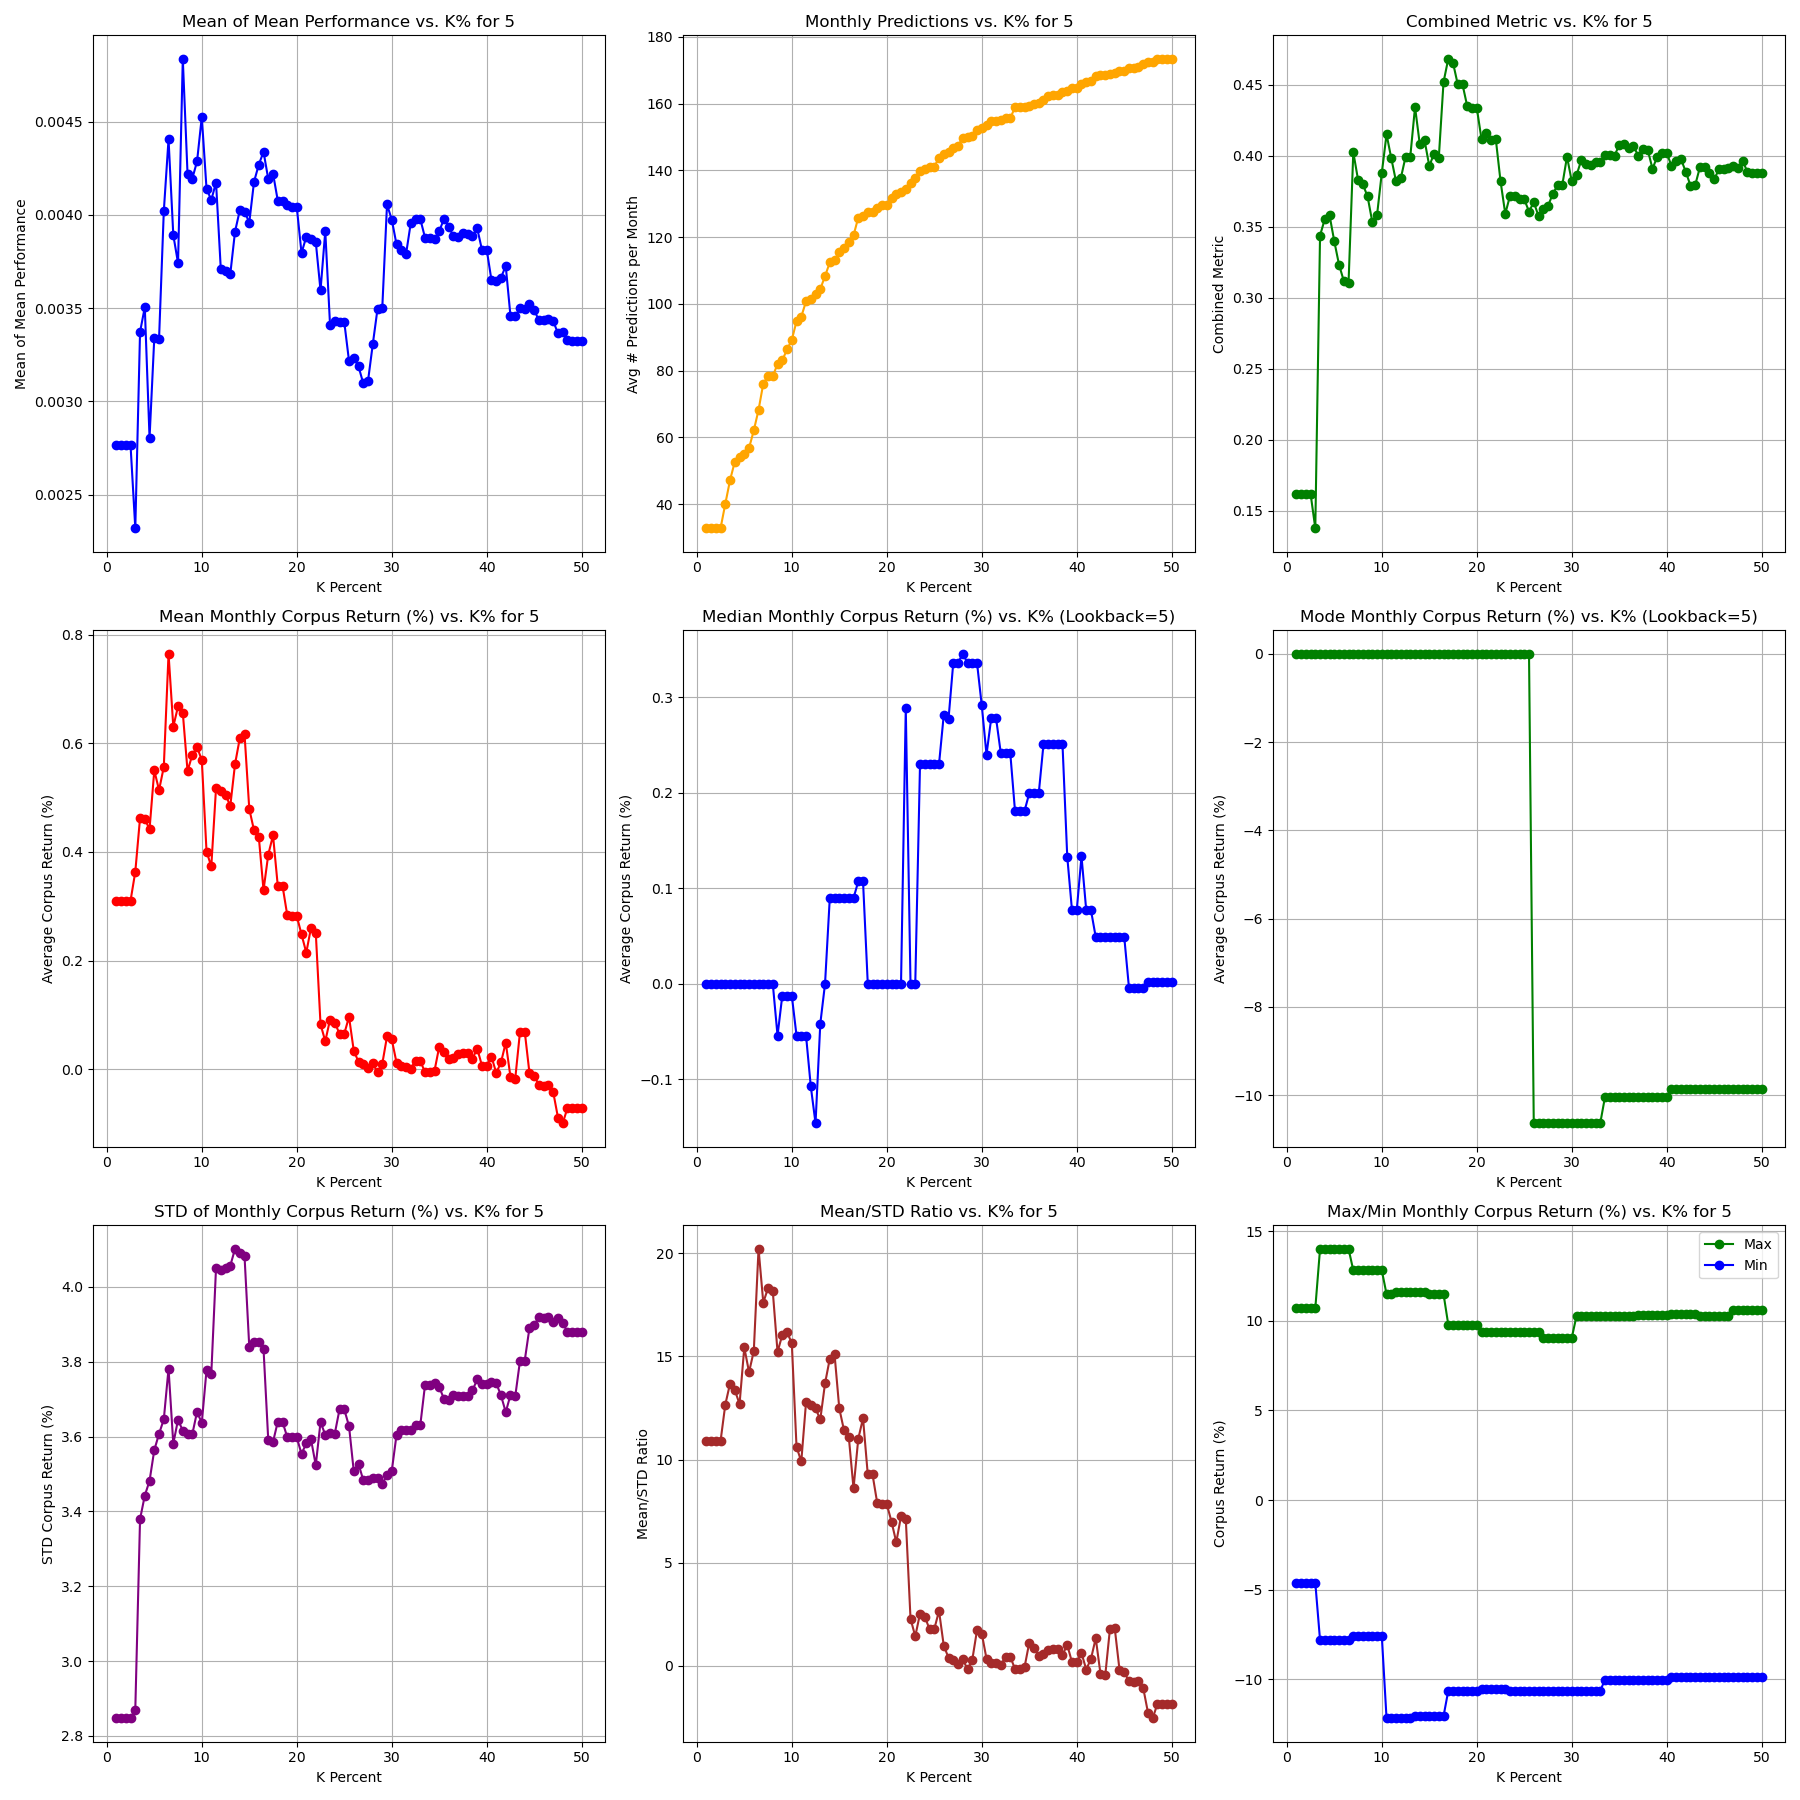 Mean of Mean Performance vs. K% for 5
Mean of Mean Performance
0.0045
0.0040
0.0035
0.0030
0.0025
0 10 20 30 40 50
K Percent
Monthly Predictions vs. K% for 5
Avg # Predictions per Month
180
160
140
120
100
80
60
40
0 10 20 30 40 50
K Percent
Combined Metric vs. K% for 5
Combined Metric
0.45
0.40
0.35
0.30
0.25
0.20
0.15
0 10 20 30 40 50
K Percent
Mean Monthly Corpus Return (%) vs. K% for 5
Average Corpus Return (%)
0.8
0.6
0.4
0.2
0.0
0 10 20 30 40 50
K Percent
Median Monthly Corpus Return (%) vs. K% (Lookback=5)
Average Corpus Return (%)
0.3
0.2
0.1
0.0
−0.1
0 10 20 30 40 50
K Percent
Mode Monthly Corpus Return (%) vs. K% (Lookback=5)
Average Corpus Return (%)
0
−2
−4
−6
−8
−10
0 10 20 30 40 50
K Percent
STD of Monthly Corpus Return (%) vs. K% for 5
STD Corpus Return (%)
4.0
3.8
3.6
3.4
3.2
3.0
2.8
0 10 20 30 40 50
K Percent
Mean/STD Ratio vs. K% for 5
Mean/STD Ratio
20
15
10
5
0
0 10 20 30 40 50
K Percent
Max/Min Monthly Corpus Return (%) vs. K% for 5
Corpus Return (%)
15
10
5
0
−5
−10
Max
Min
0 10 20 30 40 50
K Percent